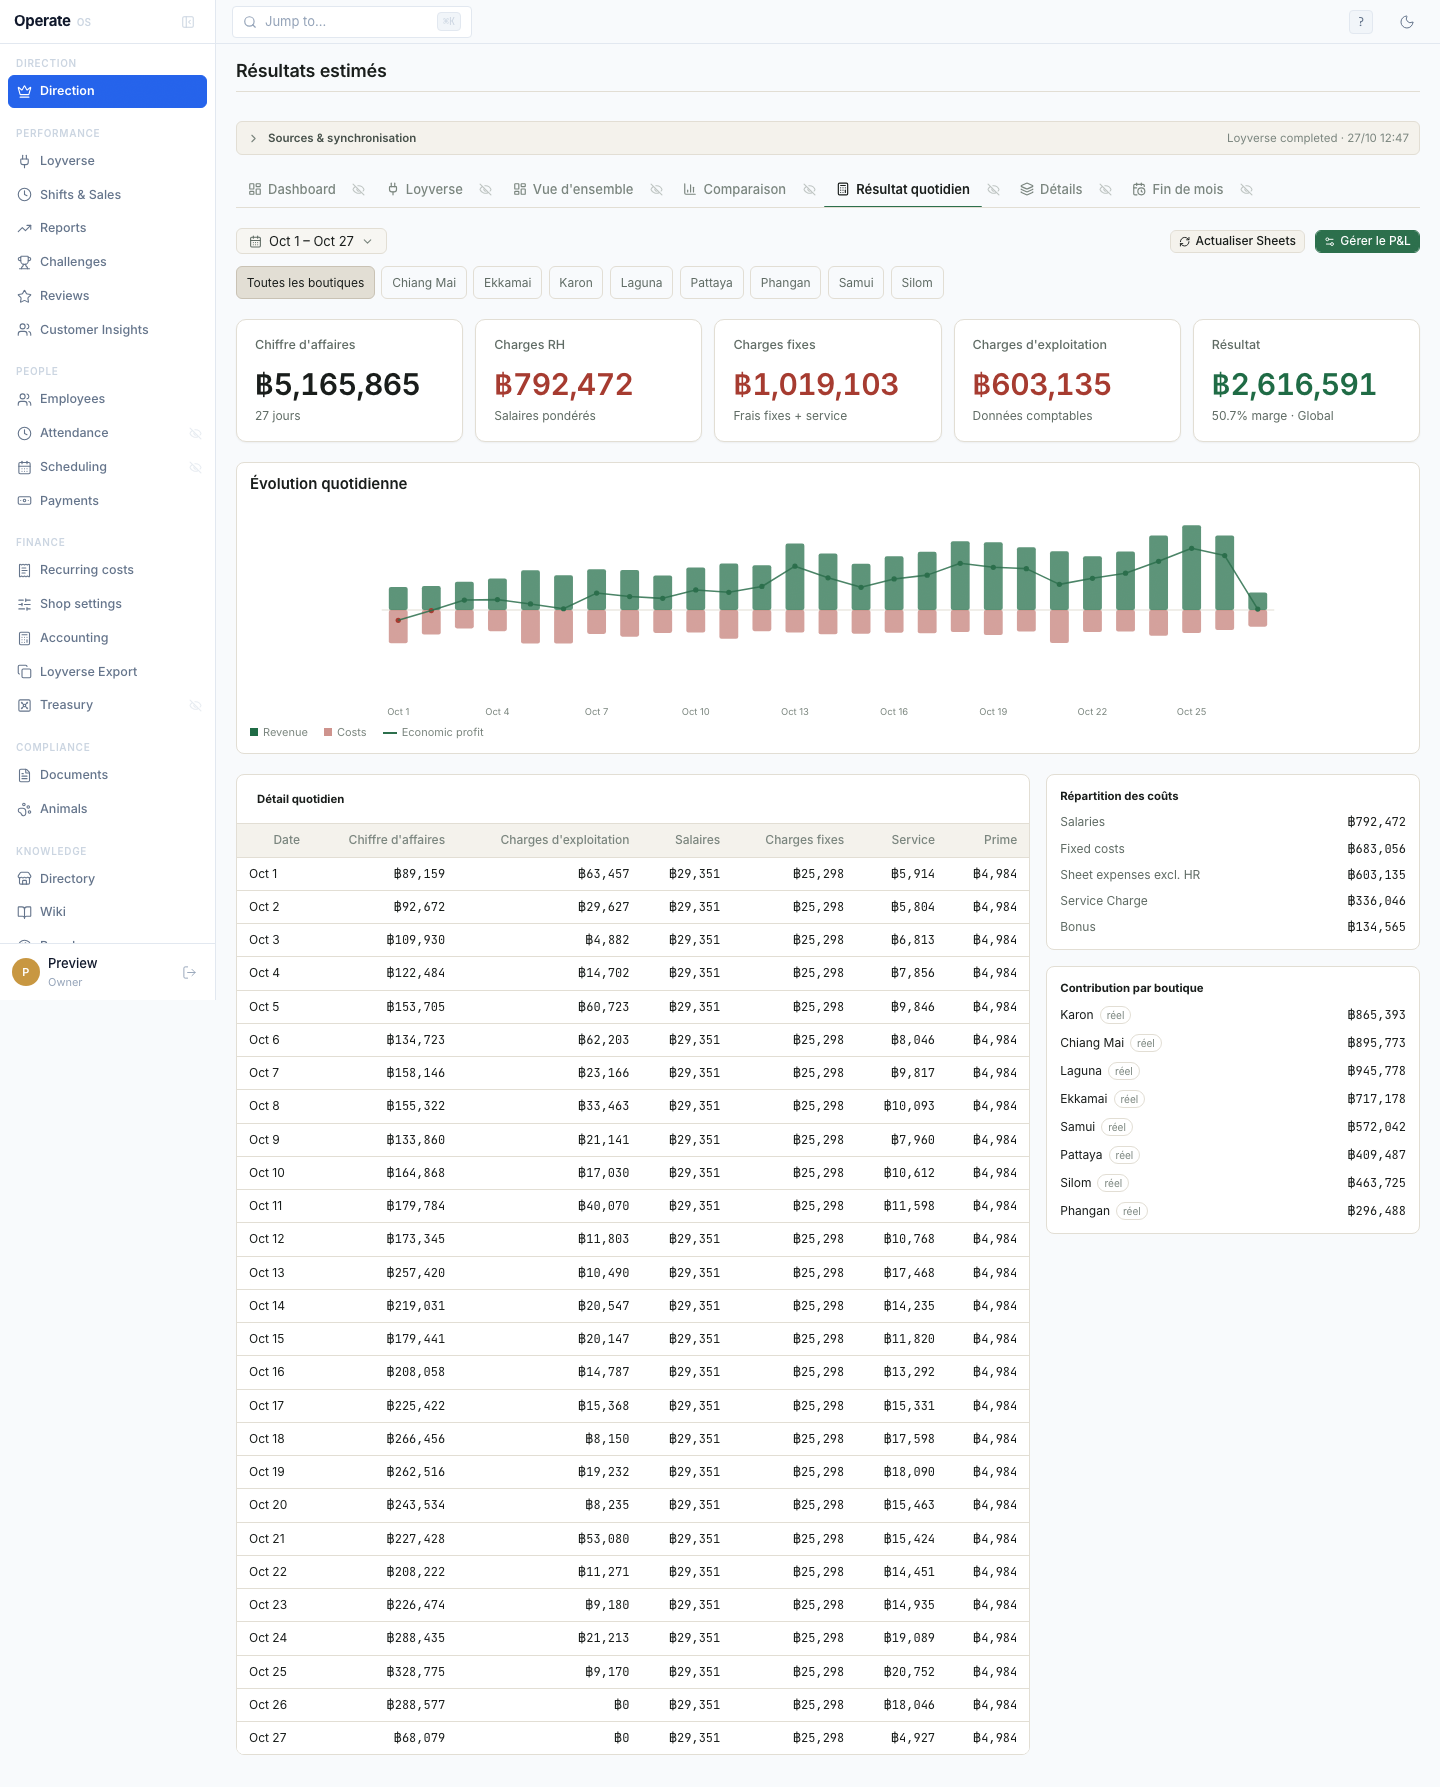 Operate OS
Jump to...
⌘K
?
DIRECTION
Direction
PERFORMANCE
Loyverse
Shifts & Sales
Reports
Challenges
Reviews
Customer Insights
PEOPLE
Employees
Attendance
Scheduling
Payments
FINANCE
Recurring costs
Shop settings
Accounting
Loyverse Export
Treasury
COMPLIANCE
Documents
Animals
KNOWLEDGE
Directory
Wiki
P
Preview
Owner
Résultats estimés
Sources & synchronisation
Loyverse completed · 27/10 12:47
Dashboard Loyverse Vue d'ensemble Comparaison Résultat quotidien Détails Fin de mois
Oct 1 – Oct 27
Actualiser Sheets
Gérer le P&L
Toutes les boutiques Chiang Mai Ekkamai Karon Laguna Pattaya Phangan Samui Silom
Chiffre d'affaires
฿5,165,865
27 jours
Charges RH
฿792,472
Salaires pondérés
Charges fixes
฿1,019,103
Frais fixes + service
Charges d'exploitation
฿603,135
Données comptables
Résultat
฿2,616,591
50.7% marge · Global
Évolution quotidienne
Oct 1 Oct 4 Oct 7 Oct 10 Oct 13 Oct 16 Oct 19 Oct 22 Oct 25
Revenue Costs Economic profit
Détail quotidien
Date Chiffre d'affaires Charges d'exploitation Salaires Charges fixes Service Prime
Oct 1 ฿89,159 ฿63,457 ฿29,351 ฿25,298 ฿5,914 ฿4,984
Oct 2 ฿92,672 ฿29,627 ฿29,351 ฿25,298 ฿5,804 ฿4,984
Oct 3 ฿109,930 ฿4,882 ฿29,351 ฿25,298 ฿6,813 ฿4,984
Oct 4 ฿122,484 ฿14,702 ฿29,351 ฿25,298 ฿7,856 ฿4,984
Oct 5 ฿153,705 ฿60,723 ฿29,351 ฿25,298 ฿9,846 ฿4,984
Oct 6 ฿134,723 ฿62,203 ฿29,351 ฿25,298 ฿8,046 ฿4,984
Oct 7 ฿158,146 ฿23,166 ฿29,351 ฿25,298 ฿9,817 ฿4,984
Oct 8 ฿155,322 ฿33,463 ฿29,351 ฿25,298 ฿10,093 ฿4,984
Oct 9 ฿133,860 ฿21,141 ฿29,351 ฿25,298 ฿7,960 ฿4,984
Oct 10 ฿164,868 ฿17,030 ฿29,351 ฿25,298 ฿10,612 ฿4,984
Oct 11 ฿179,784 ฿40,070 ฿29,351 ฿25,298 ฿11,598 ฿4,984
Oct 12 ฿173,345 ฿11,803 ฿29,351 ฿25,298 ฿10,768 ฿4,984
Oct 13 ฿257,420 ฿10,490 ฿29,351 ฿25,298 ฿17,468 ฿4,984
Oct 14 ฿219,031 ฿20,547 ฿29,351 ฿25,298 ฿14,235 ฿4,984
Oct 15 ฿179,441 ฿20,147 ฿29,351 ฿25,298 ฿11,820 ฿4,984
Oct 16 ฿208,058 ฿14,787 ฿29,351 ฿25,298 ฿13,292 ฿4,984
Oct 17 ฿225,422 ฿15,368 ฿29,351 ฿25,298 ฿15,331 ฿4,984
Oct 18 ฿266,456 ฿8,150 ฿29,351 ฿25,298 ฿17,598 ฿4,984
Oct 19 ฿262,516 ฿19,232 ฿29,351 ฿25,298 ฿18,090 ฿4,984
Oct 20 ฿243,534 ฿8,235 ฿29,351 ฿25,298 ฿15,463 ฿4,984
Oct 21 ฿227,428 ฿53,080 ฿29,351 ฿25,298 ฿15,424 ฿4,984
Oct 22 ฿208,222 ฿11,271 ฿29,351 ฿25,298 ฿14,451 ฿4,984
Oct 23 ฿226,474 ฿9,180 ฿29,351 ฿25,298 ฿14,935 ฿4,984
Oct 24 ฿288,435 ฿21,213 ฿29,351 ฿25,298 ฿19,089 ฿4,984
Oct 25 ฿328,775 ฿9,170 ฿29,351 ฿25,298 ฿20,752 ฿4,984
Oct 26 ฿288,577 ฿0 ฿29,351 ฿25,298 ฿18,046 ฿4,984
Oct 27 ฿68,079 ฿0 ฿29,351 ฿25,298 ฿4,927 ฿4,984
Répartition des coûts
Salaries ฿792,472
Fixed costs ฿683,056
Sheet expenses excl. HR ฿603,135
Service Charge ฿336,046
Bonus ฿134,565
Contribution par boutique
Karon réel ฿865,393
Chiang Mai réel ฿895,773
Laguna réel ฿945,778
Ekkamai réel ฿717,178
Samui réel ฿572,042
Pattaya réel ฿409,487
Silom réel ฿463,725
Phangan réel ฿296,488